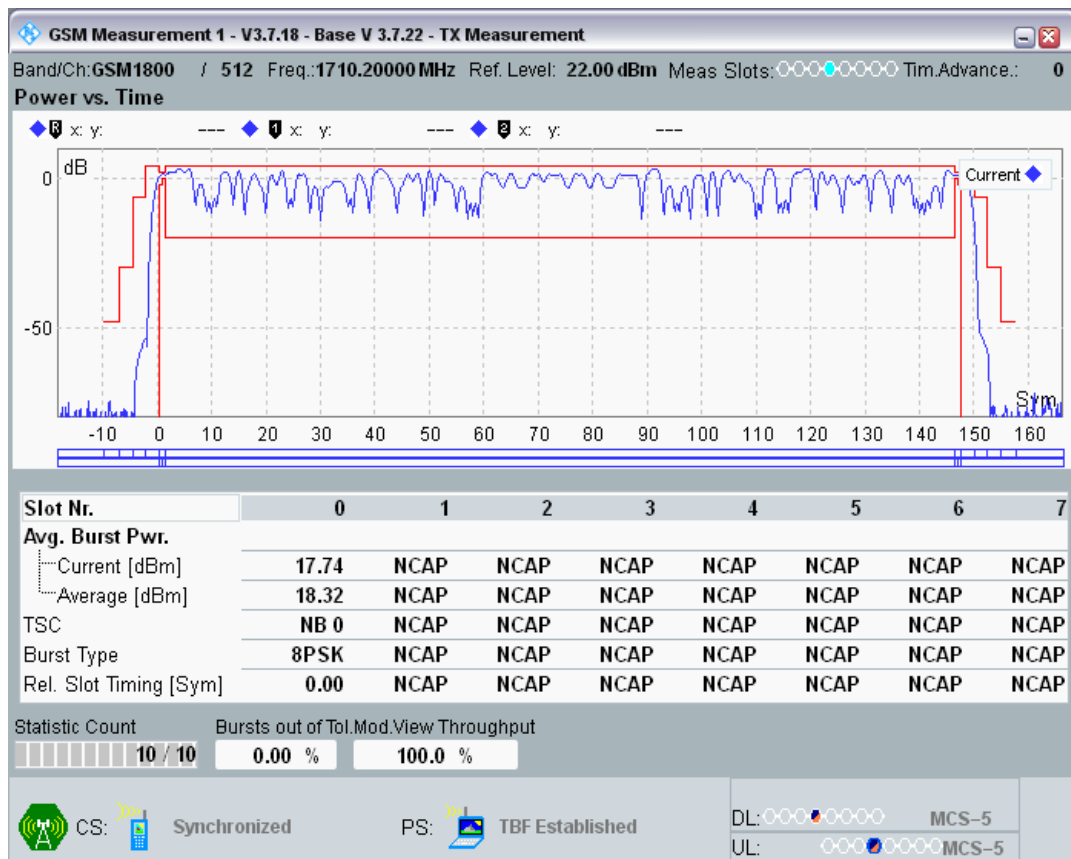 GSM Measurement 1 - V3.7.18 - Base V 3.7.22 - TX Measurement
Band/Ch:GSM1800 / 512 Freq.:1710.20000 MHz Ref. Level: 22.00 dBm Meas Slots: Tim.Advance.: 0
Power vs. Time
R x: y: --- 1 x: y: --- 2 x: y: ---
dB
Current
0
-50
Sym
-10 0 10 20 30 40 50 60 70 80 90 100 110 120 130 140 150 160
Slot Nr. 0 1 2 3 4 5 6 7
Avg. Burst Pwr.
Current [dBm] 17.74 NCAP NCAP NCAP NCAP NCAP NCAP NCAP
Average [dBm] 18.32 NCAP NCAP NCAP NCAP NCAP NCAP NCAP
TSC NB 0 NCAP NCAP NCAP NCAP NCAP NCAP NCAP
Burst Type 8PSK NCAP NCAP NCAP NCAP NCAP NCAP NCAP
Rel. Slot Timing [Sym] 0.00 NCAP NCAP NCAP NCAP NCAP NCAP NCAP
Statistic Count Bursts out of Tol.Mod.View Throughput
10 / 10 0.00 % 100.0 %
CS: Synchronized PS: TBF Established
DL: MCS-5
UL: MCS-5